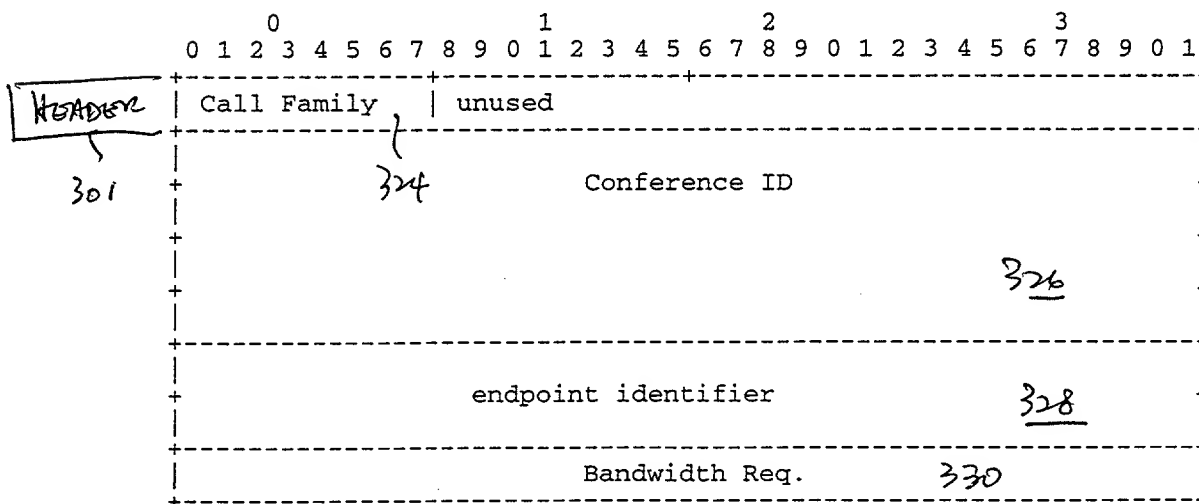 0 1 2 3
0 1 2 3 4 5 6 7 8 9 0 1 2 3 4 5 6 7 8 9 0 1 2 3 4 5 6 7 8 9 0 1
HEADER Call Family unused
301 324 Conference ID
326
endpoint identifier 328
Bandwidth Req. 330